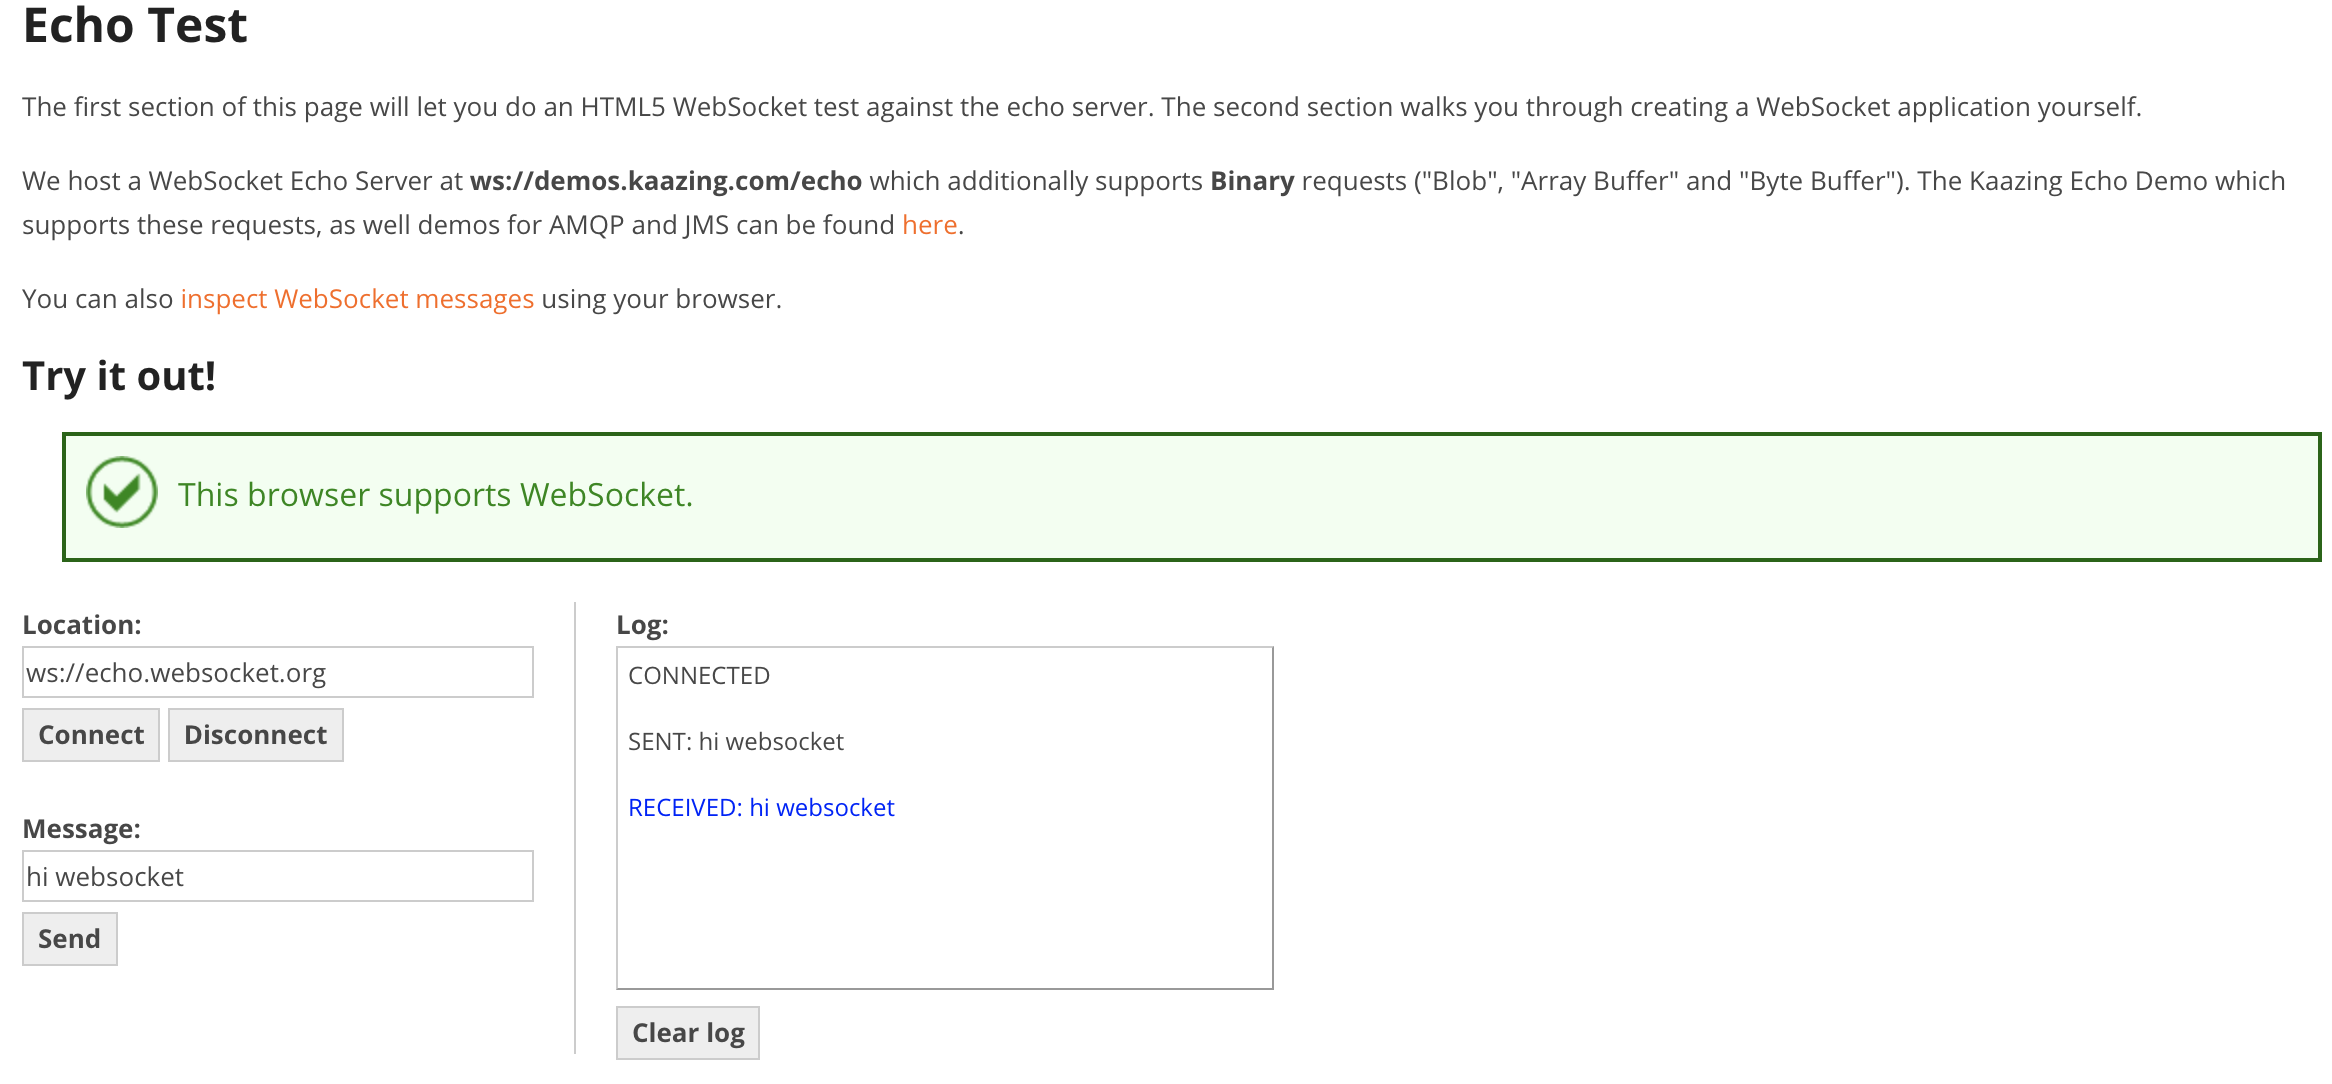 Echo Test
The first section of this page will let you do an HTML5 WebSocket test against the echo server. The second section walks you through creating a WebSocket application yourself.
We host a WebSocket Echo Server at ws://demos.kaazing.com/echo which additionally supports Binary requests ("Blob", "Array Buffer" and "Byte Buffer"). The Kaazing Echo Demo which
supports these requests, as well demos for AMQP and JMS can be found here.
You can also inspect WebSocket messages using your browser.
Try it out!
This browser supports WebSocket.
Location:
ws://echo.websocket.org
Connect Disconnect
Message:
hi websocket
Send
Log:
CONNECTED
SENT: hi websocket
RECEIVED: hi websocket
Clear log